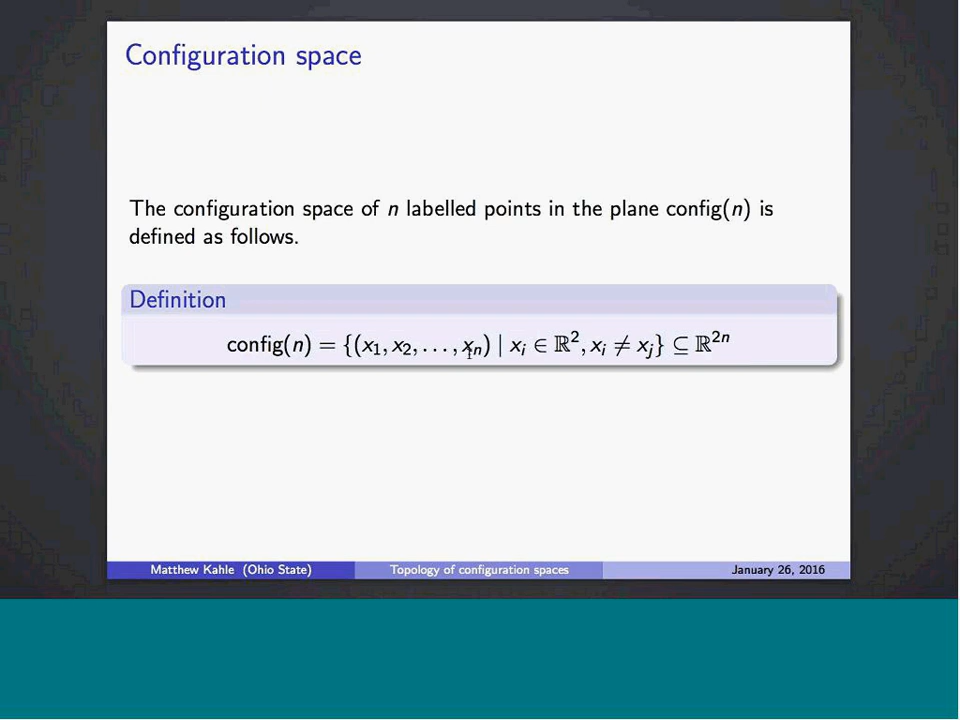 Configuration space
The configuration space of n labelled points in the plane config(n) is
defined as follows.
Definition
config(n) = {(x₁, x₂, . . . , xₙ) | xᵢ ∈ ℝ², xᵢ ≠ xⱼ} ⊆ ℝ²ⁿ
Matthew Kahle (Ohio State) Topology of configuration spaces January 26, 2016